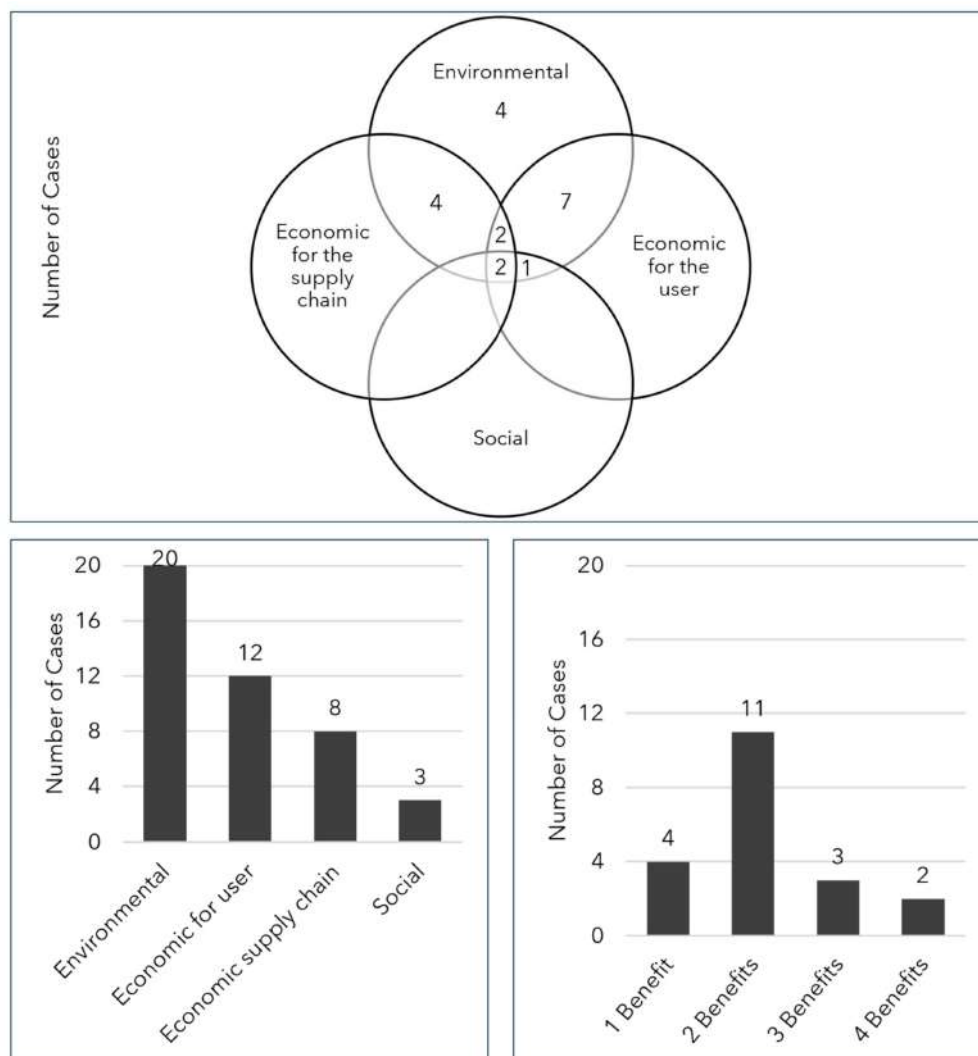 Number of Cases
Environmental
4
4
7
Economic
for the
supply
chain
2
2
1
Economic
for the
user
Social
Number of Cases
20
16
12
8
4
0
20
12
8
3
Environmental
Economic for user
Economic supply chain
Social
Number of Cases
20
16
12
8
4
0
4
11
3
2
1 Benefit
2 Benefits
3 Benefits
4 Benefits